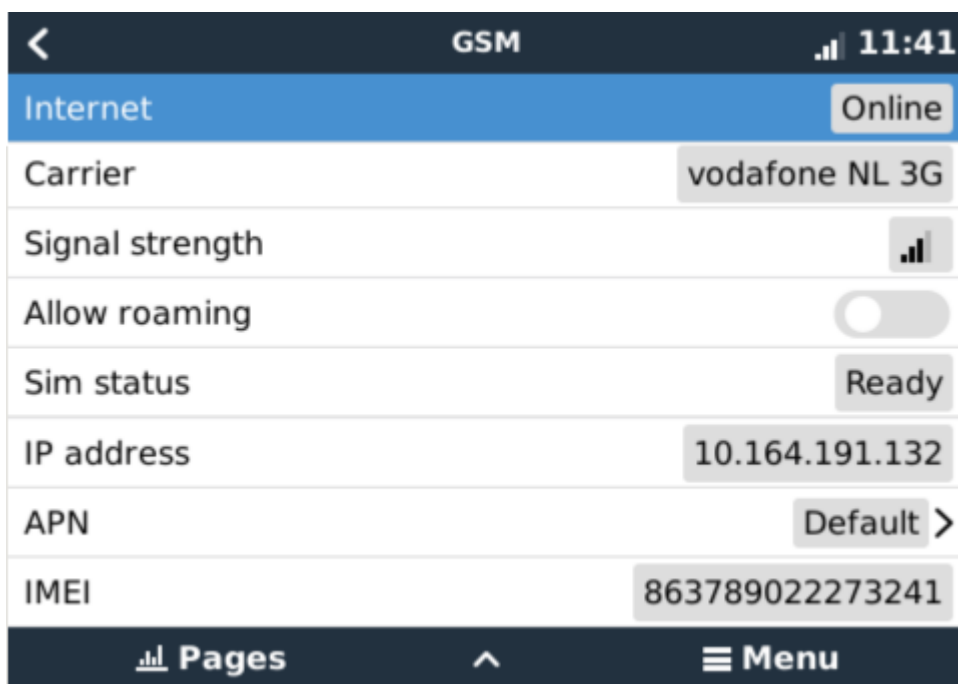 GSM 11:41
Internet Online
Carrier vodafone NL 3G
Signal strength
Allow roaming
Sim status Ready
IP address 10.164.191.132
APN Default
IMEI 863789022273241
Pages Menu